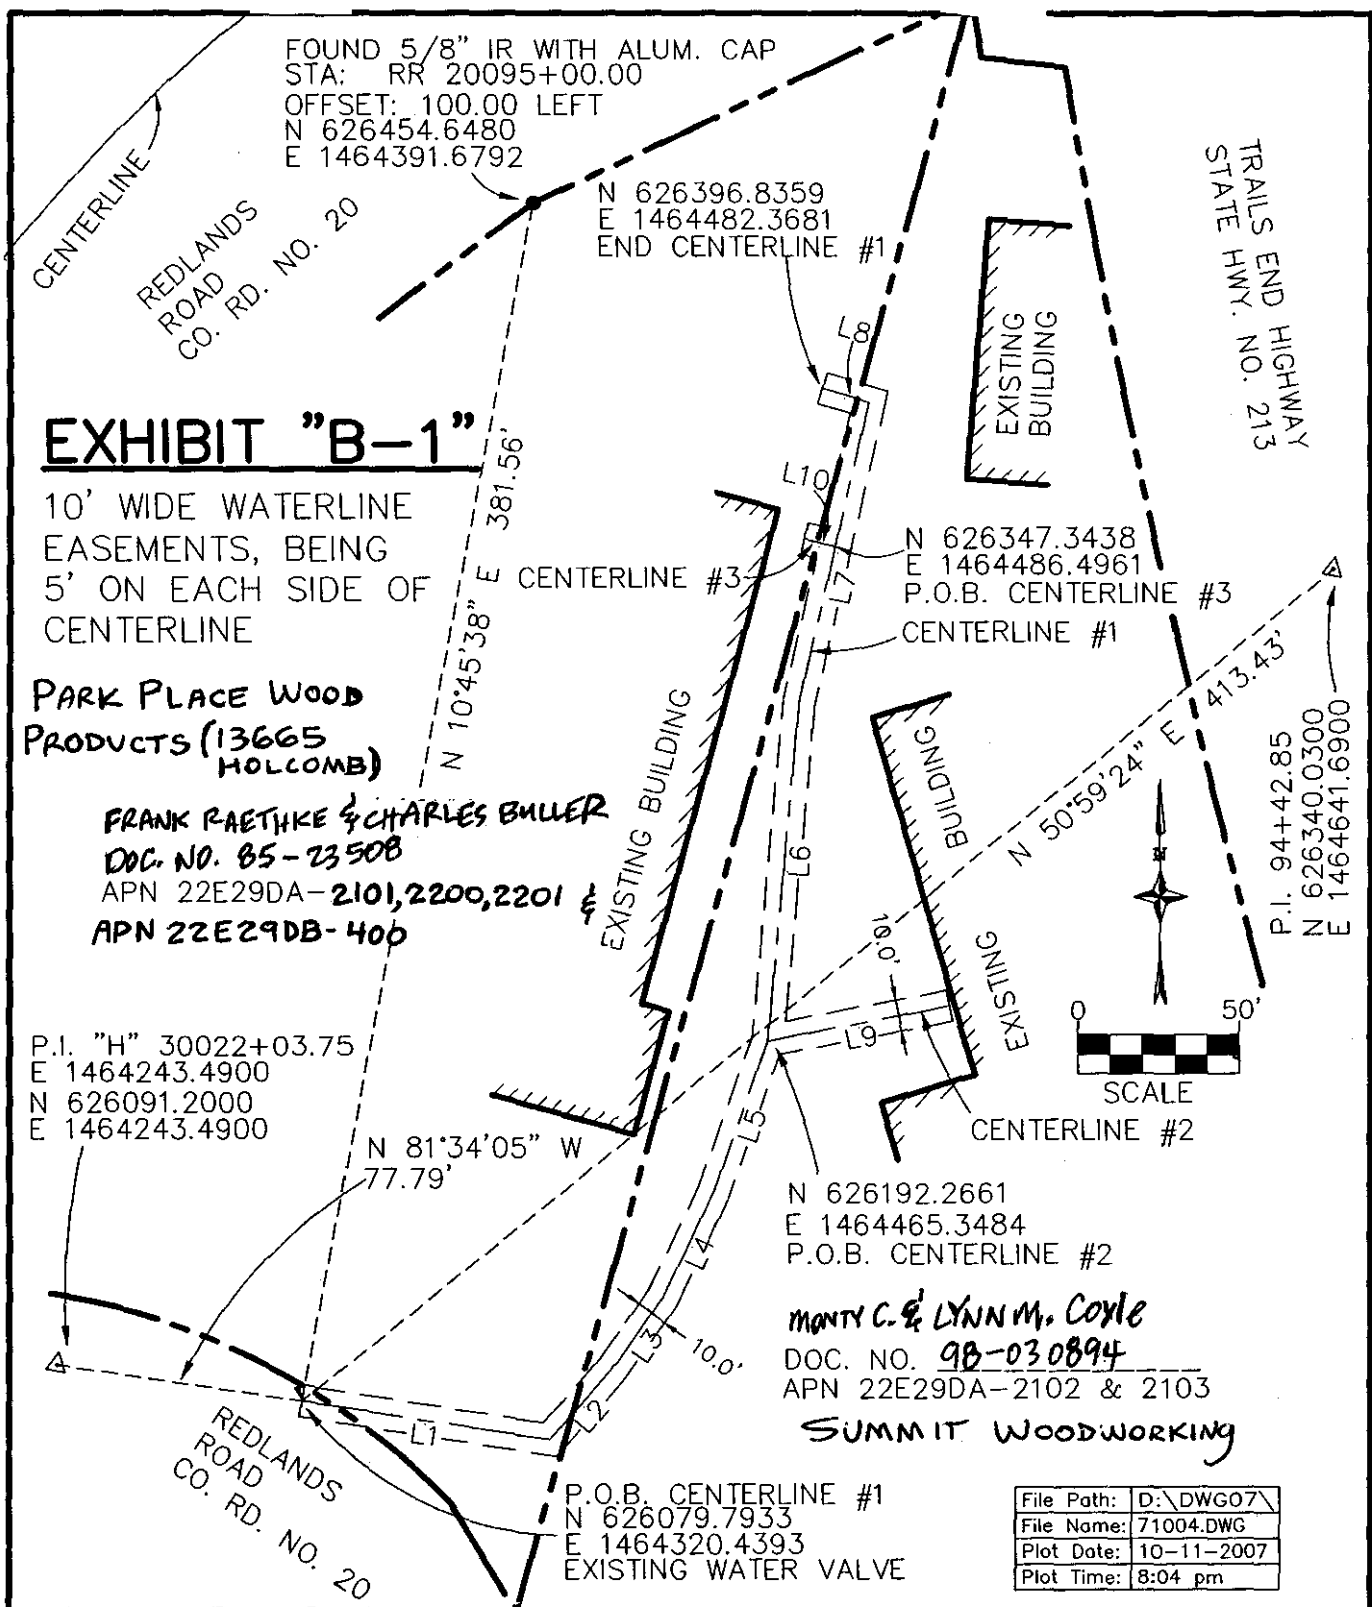 FOUND 5/8" IR WITH ALUM. CAP
STA: RR 20095+00.00
OFFSET: 100.00 LEFT
N 626454.6480
E 1464391.6792
CENTERLINE
REDLANDS
ROAD
CO. RD. NO. 20
N 626396.8359
E 1464482.3681
END CENTERLINE #1
TRAILS END HIGHWAY
STATE HWY. NO. 213
L8
EXISTING
BUILDING
EXHIBIT "B-1"
10' WIDE WATERLINE
EASEMENTS, BEING
5' ON EACH SIDE OF
CENTERLINE
N 10°45'38" E 381.56'
L10
CENTERLINE #3
L7
N 626347.3438
E 1464486.4961
P.O.B. CENTERLINE #3
CENTERLINE #1
PARK PLACE WOOD
PRODUCTS (13665
HOLCOMB)
FRANK RAETHKE & CHARLES BULLER
DOC. NO. 85-23508
APN 22E29DA-2101,2200,2201 &
APN 22E29DB-400
EXISTING BUILDING
L6
EXISTING BUILDING
N 50°59'24" E 413.43'
P.I. 94+42.85
N 626340.0300
E 1464641.6900
N
10.0'
L9
0 50'
SCALE
CENTERLINE #2
P.I. "H" 30022+03.75
E 1464243.4900
N 626091.2000
E 1464243.4900
N 81°34'05" W
77.79'
L5
N 626192.2661
E 1464465.3484
P.O.B. CENTERLINE #2
L4
L3
10.0'
L2
L1
MONTY C. & LYNN M. Coyle
DOC. NO. 98-030894
APN 22E29DA-2102 & 2103
SUMMIT WOODWORKING
REDLANDS
ROAD
CO. RD. NO. 20
P.O.B. CENTERLINE #1
N 626079.7933
E 1464320.4393
EXISTING WATER VALVE
File Path: D:\DWG07\
File Name: 71004.DWG
Plot Date: 10-11-2007
Plot Time: 8:04 pm